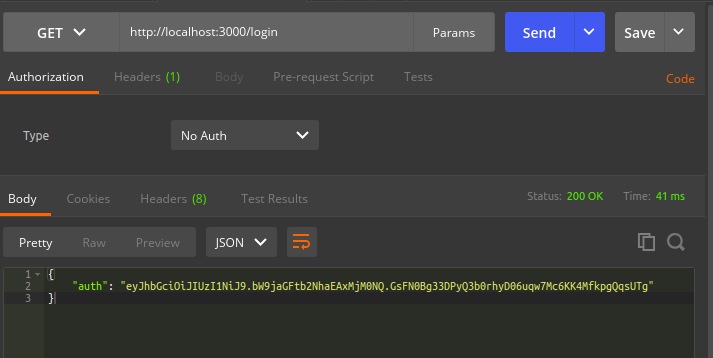 GET http://localhost:3000/login Params Send Save
Authorization Headers (1) Body Pre-request Script Tests Code
Type No Auth
Body Cookies Headers (8) Test Results Status: 200 OK Time: 41 ms
Pretty Raw Preview JSON
1 {
2 "auth": "eyJhbGciOiJIUzI1NiJ9.bW9jaGFtb2NhaEAxMjM0NQ.GsFN0Bg33DPyQ3b0rhyD06uqw7Mc6KK4MfkpgQqsUTg"
3 }